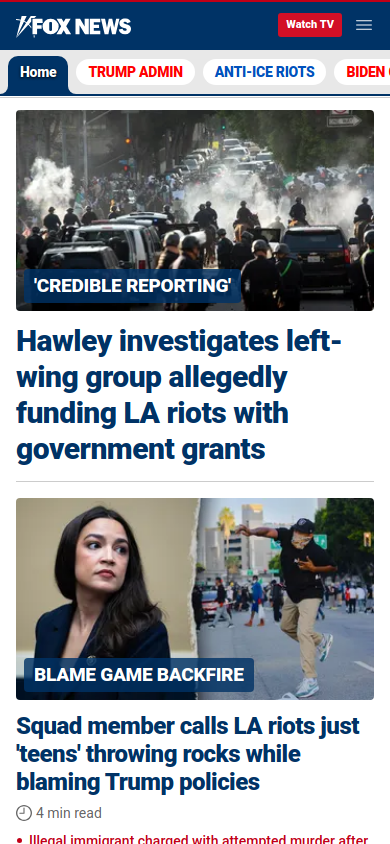 FOX NEWS
Watch TV
Home
TRUMP ADMIN
ANTI-ICE RIOTS
BIDEN
'CREDIBLE REPORTING'
Hawley investigates left-
wing group allegedly
funding LA riots with
government grants
BLAME GAME BACKFIRE
Squad member calls LA riots just
'teens' throwing rocks while
blaming Trump policies
4 min read
• Illegal immigrant charged with attempted murder after